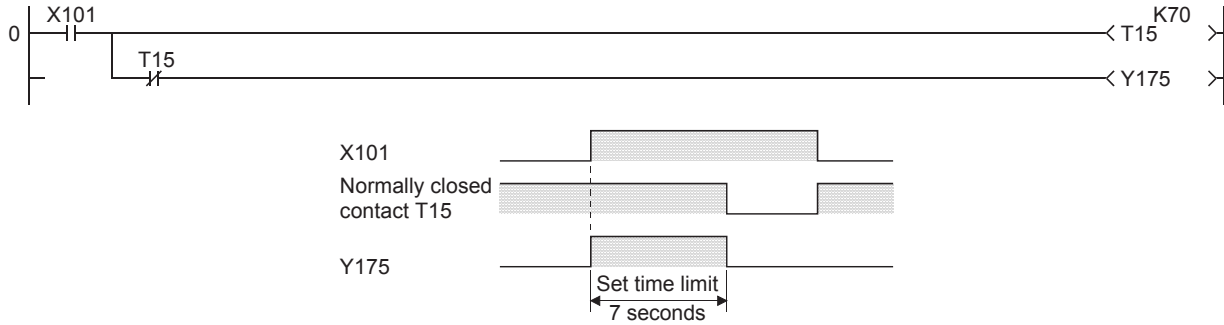 X101 K70
0 T15
T15
Y175
X101
Normally closed
contact T15
Y175
Set time limit
7 seconds